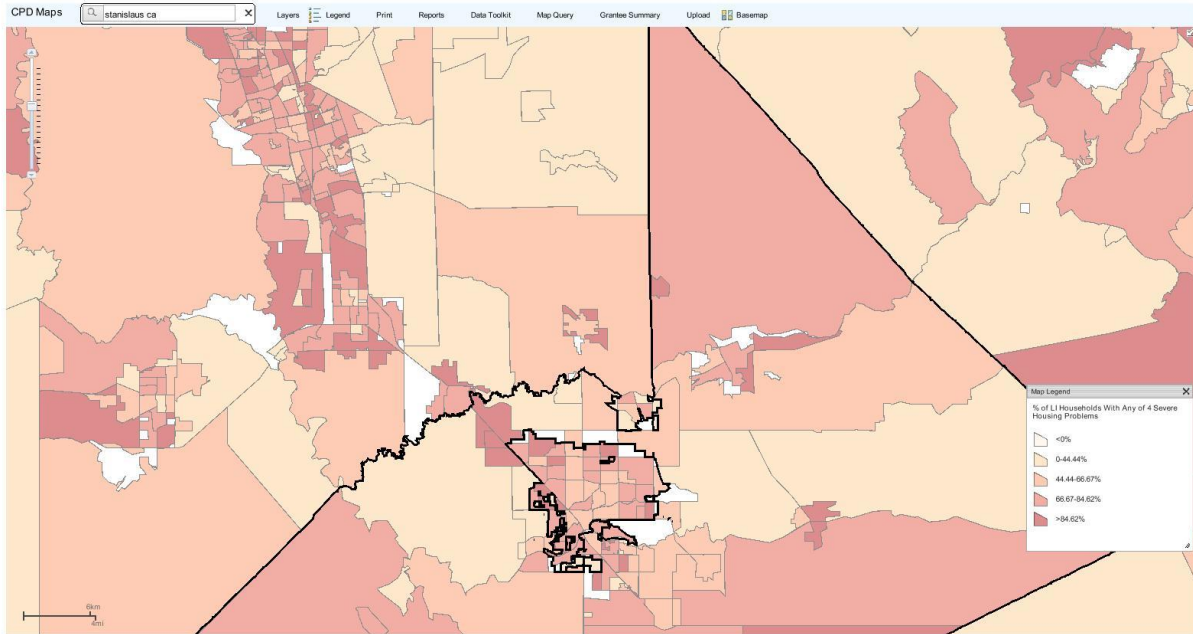 CPD Maps
stanislaus ca
Layers Legend Print Reports Data Toolkit Map Query Grantee Summary Upload Basemap
Map Legend
% of LI Households With Any of 4 Severe
Housing Problems
<0%
0-44.44%
44.44-66.67%
66.67-84.62%
>84.62%
6km
4mi